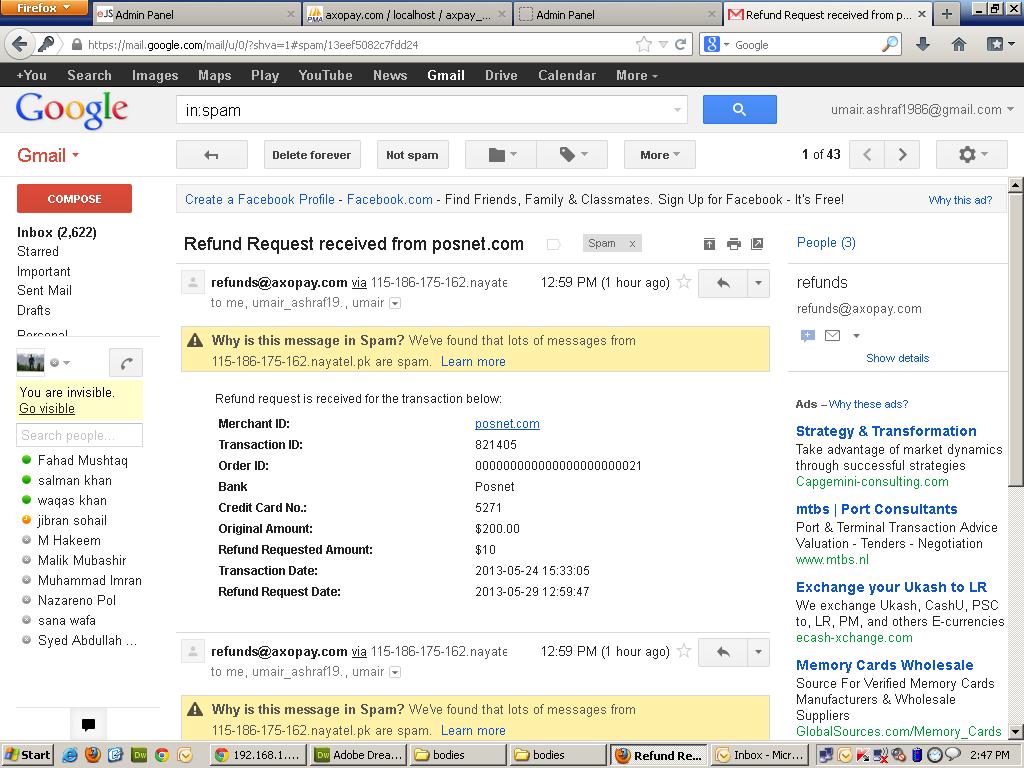 Firefox
eJS Admin Panel
PMA axopay.com / localhost / axpay_...
Admin Panel
Refund Request received from p...
https://mail.google.com/mail/u/0/?shva=1#spam/13eef5082c7fdd24
Google
+You Search Images Maps Play YouTube News Gmail Drive Calendar More
Google
in:spam
umair.ashraf1986@gmail.com
Gmail
Delete forever
Not spam
More
1 of 43
COMPOSE
Inbox (2,622)
Starred
Important
Sent Mail
Drafts
Personal
You are invisible.
Go visible
Search people...
Fahad Mushtaq
salman khan
waqas khan
jibran sohail
M Hakeem
Malik Mubashir
Muhammad Imran
Nazareno Pol
sana wafa
Syed Abdullah ...
Create a Facebook Profile - Facebook.com - Find Friends, Family & Classmates. Sign Up for Facebook - It's Free!
Why this ad?
Refund Request received from posnet.com
Spam x
refunds@axopay.com via 115-186-175-162.nayate
12:59 PM (1 hour ago)
to me, umair_ashraf19., umair
Why is this message in Spam? We've found that lots of messages from
115-186-175-162.nayatel.pk are spam. Learn more
Refund request is received for the transaction below:
Merchant ID: posnet.com
Transaction ID: 821405
Order ID: 000000000000000000000021
Bank Posnet
Credit Card No.: 5271
Original Amount: $200.00
Refund Requested Amount: $10
Transaction Date: 2013-05-24 15:33:05
Refund Request Date: 2013-05-29 12:59:47
refunds@axopay.com via 115-186-175-162.nayate
12:59 PM (1 hour ago)
to me, umair_ashraf19., umair
Why is this message in Spam? We've found that lots of messages from
115-186-175-162.nayatel.pk are spam. Learn more
People (3)
refunds
refunds@axopay.com
Show details
Ads – Why these ads?
Strategy & Transformation
Take advantage of market dynamics
through successful strategies
Capgemini-consulting.com
mtbs | Port Consultants
Port & Terminal Transaction Advice
Valuation - Tenders - Negotiation
www.mtbs.nl
Exchange your Ukash to LR
We exchange Ukash, CashU, PSC
to, LR, PM, and others E-currencies
ecash-xchange.com
Memory Cards Wholesale
Source For Verified Memory Cards
Manufacturers & Wholesale
Suppliers
GlobalSources.com/Memory_Cards
Start
192.168.1....
Adobe Drea...
bodies
bodies
Refund Re...
Inbox - Micr...
2:47 PM